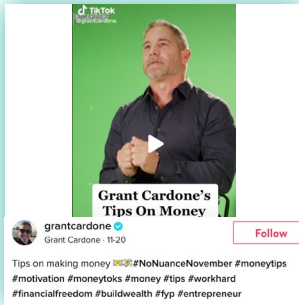 TikTok
@grantcardone
Grant Cardone's
Tips On Money
grantcardone
Grant Cardone · 11-20
Follow
Tips on making money #NoNuanceNovember #moneytips
#motivation #moneytoks #money #tips #workhard
#financialfreedom #buildwealth #fyp #entrepreneur